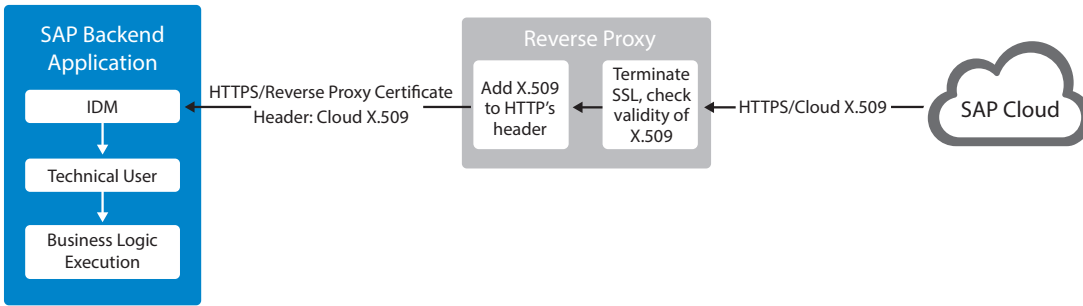 SAP Backend
Application
IDM
Technical User
Business Logic
Execution
HTTPS/Reverse Proxy Certificate
Header: Cloud X.509
Reverse Proxy
Add X.509
to HTTP's
header
Terminate
SSL, check
validity of
X.509
HTTPS/Cloud X.509
SAP Cloud